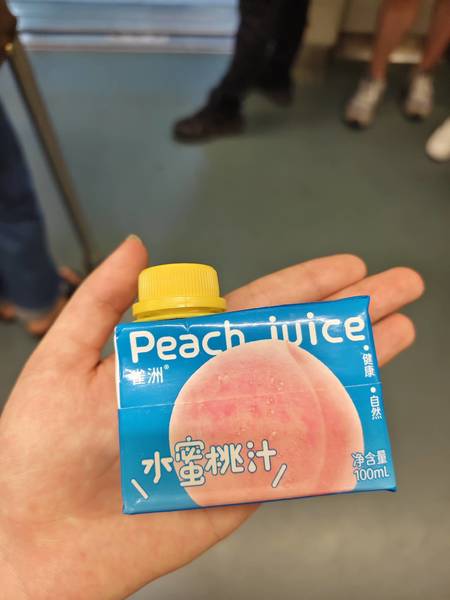 Peach juice
雀洲®
•健康
•自然
水蜜桃汁
净含量
100mL